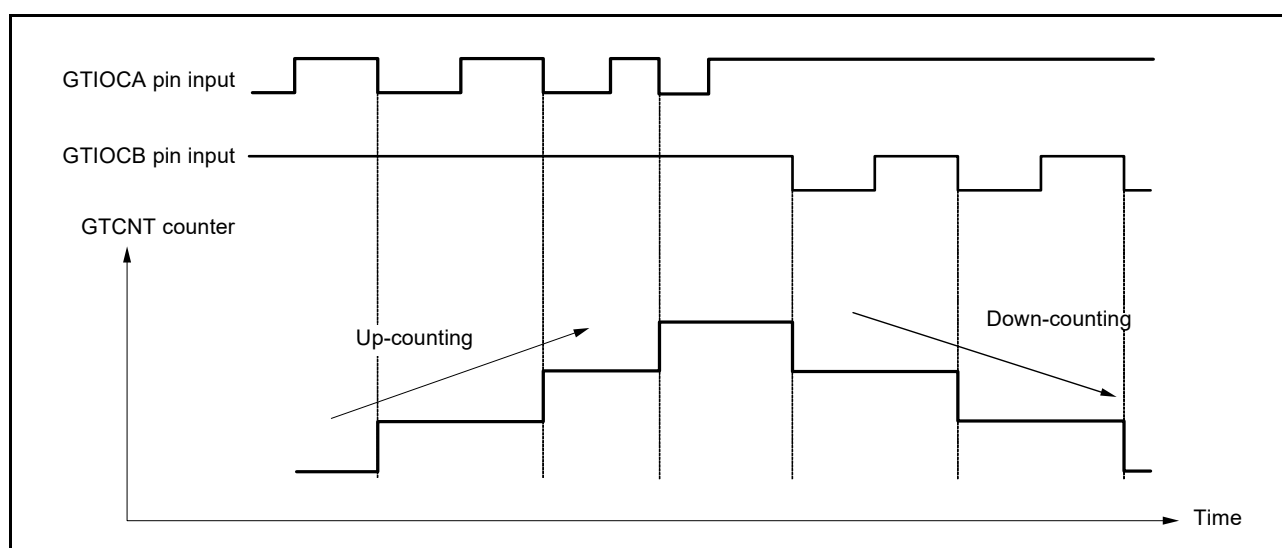 GTIOCA pin input
GTIOCB pin input
GTCNT counter
Up-counting
Down-counting
Time